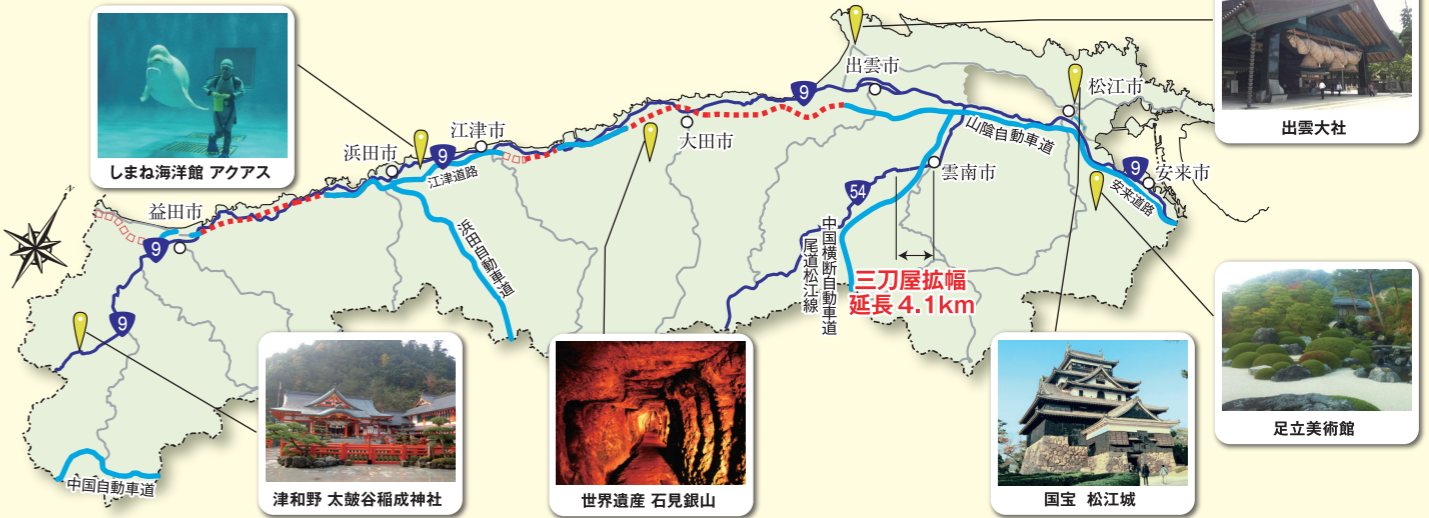 しまね海洋館 アクアス
出雲大社
出雲市
松江市
9
山陰自動車道
大田市
江津市
浜田市
9
江津道路
雲南市
9
安来市
安来道路
54
N
益田市
9
浜田自動車道
中国横断自動車道
尾道松江線
三刀屋拡幅
延長4.1km
9
中国自動車道
津和野 太皷谷稲成神社
世界遺産 石見銀山
国宝 松江城
足立美術館